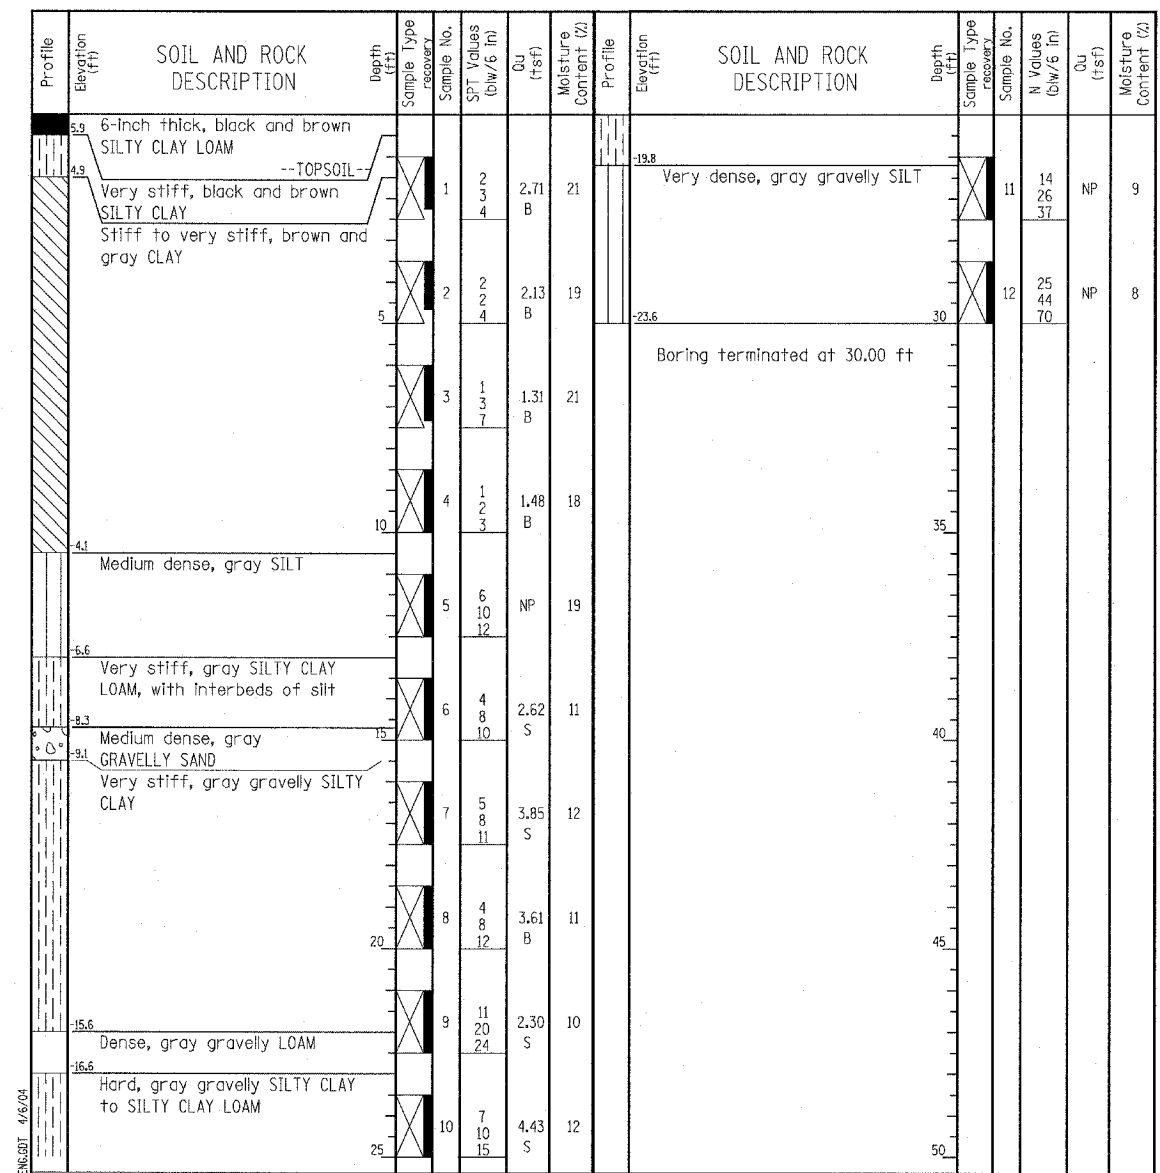 Profile
Elevation
(ft)
SOIL AND ROCK
DESCRIPTION
Depth
(ft)
Sample Type
recovery
Sample No.
SPT Values
(blw/6 in)
Qu
(tsf)
Moisture
Content (%)
Profile
Elevation
(ft)
SOIL AND ROCK
DESCRIPTION
Depth
(ft)
Sample Type
recovery
Sample No.
N Values
(blw/6 in)
Qu
(tsf)
Moisture
Content (%)
5.9 6-inch thick, black and brown
SILTY CLAY LOAM
--TOPSOIL--
4.9
Very stiff, black and brown
SILTY CLAY
1
2
3
4
2.71
B
21
Stiff to very stiff, brown and
gray CLAY
2
2
2
4
2.13
B
19
5
3
1
3
7
1.31
B
21
4
1
2
3
1.48
B
18
10
-4.1
Medium dense, gray SILT
5
6
10
12
NP
19
-6.6
Very stiff, gray SILTY CLAY
LOAM, with interbeds of silt
6
4
8
10
2.62
S
11
-8.3
15
Medium dense, gray
GRAVELLY SAND
-9.1
Very stiff, gray gravelly SILTY
CLAY
7
5
8
11
3.85
S
12
8
4
8
12
3.61
B
11
20
9
11
20
24
2.30
S
10
-15.6
Dense, gray gravelly LOAM
-16.6
Hard, gray gravelly SILTY CLAY
to SILTY CLAY LOAM
10
7
10
15
4.43
S
12
25
-19.8
Very dense, gray gravelly SILT
11
14
26
37
NP
9
12
25
44
70
NP
8
-23.6
30
Boring terminated at 30.00 ft
35
40
45
50
ENG.GDT 4/6/04